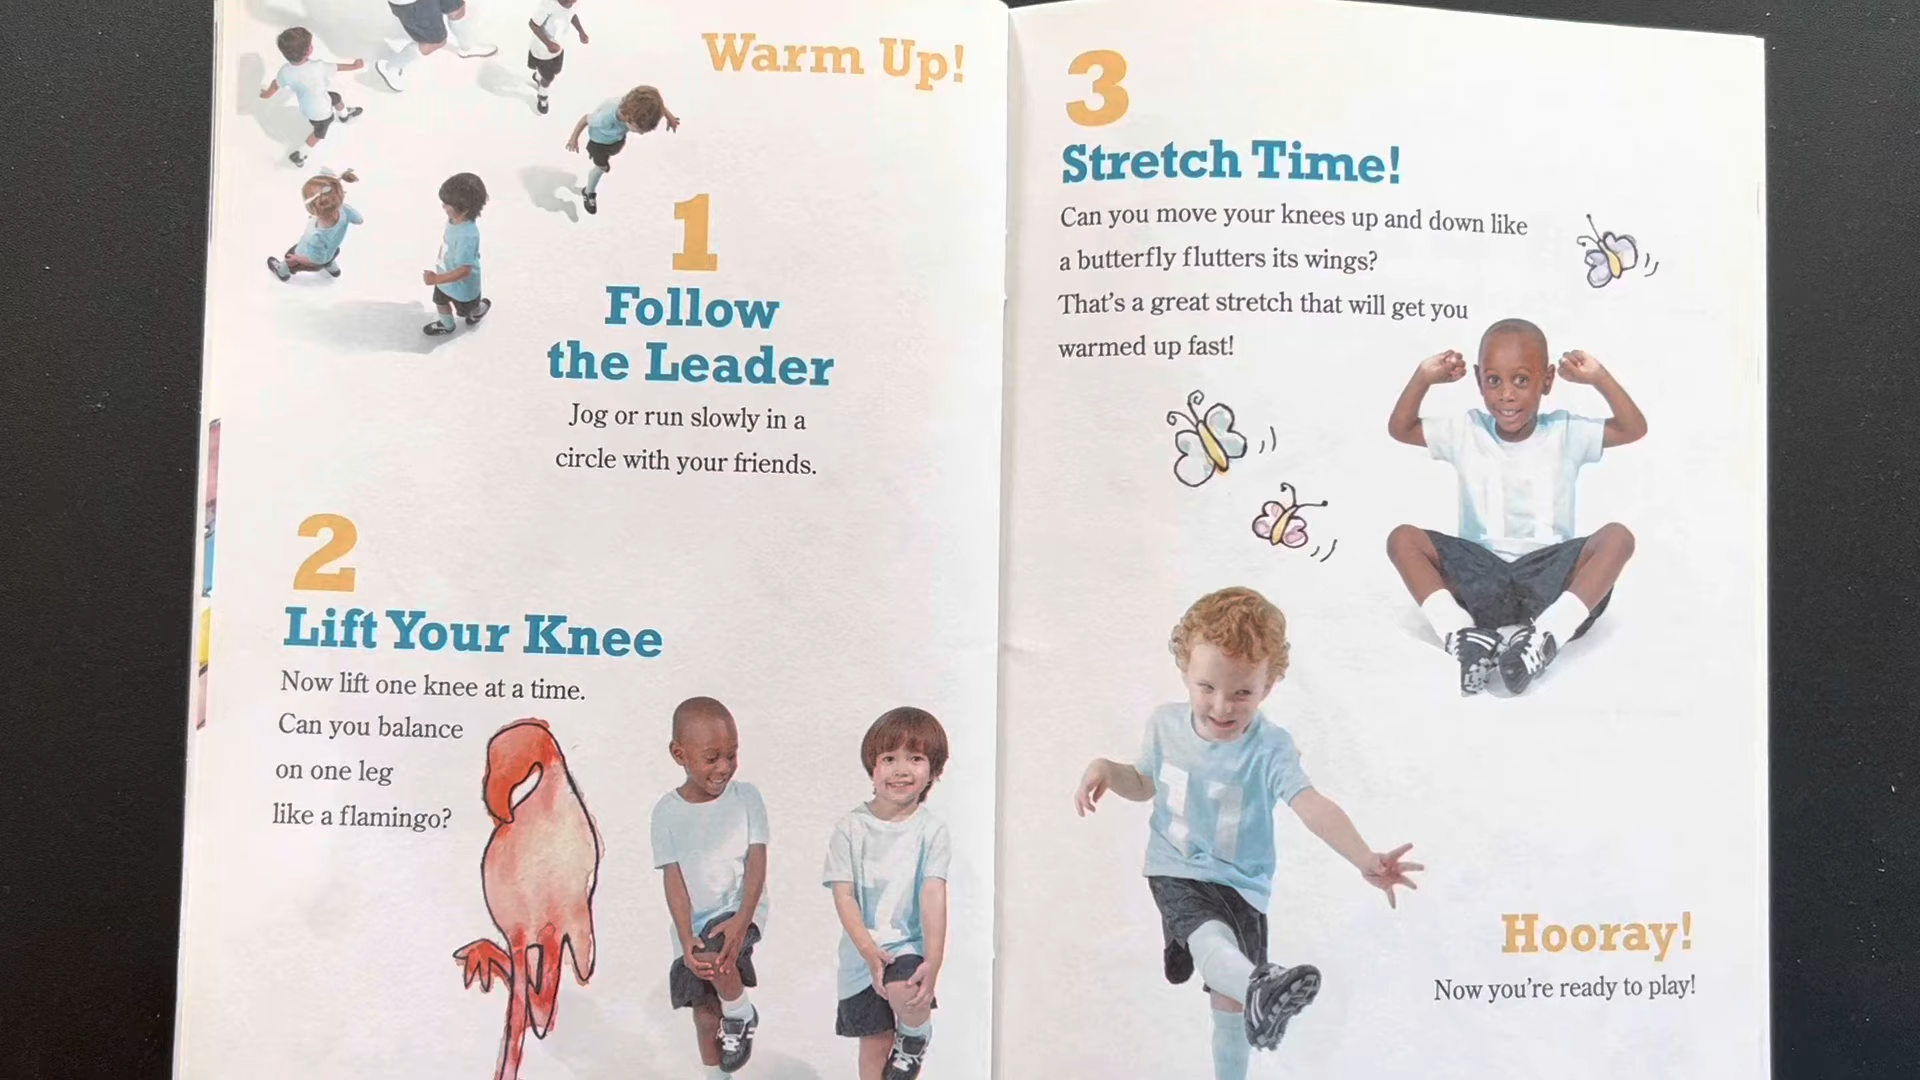 Warm Up!
1
Follow
the Leader
Jog or run slowly in a
circle with your friends.
2
Lift Your Knee
Now lift one knee at a time.
Can you balance
on one leg
like a flamingo?
3
Stretch Time!
Can you move your knees up and down like
a butterfly flutters its wings?
That's a great stretch that will get you
warmed up fast!
11
7
11
Hooray!
Now you're ready to play!